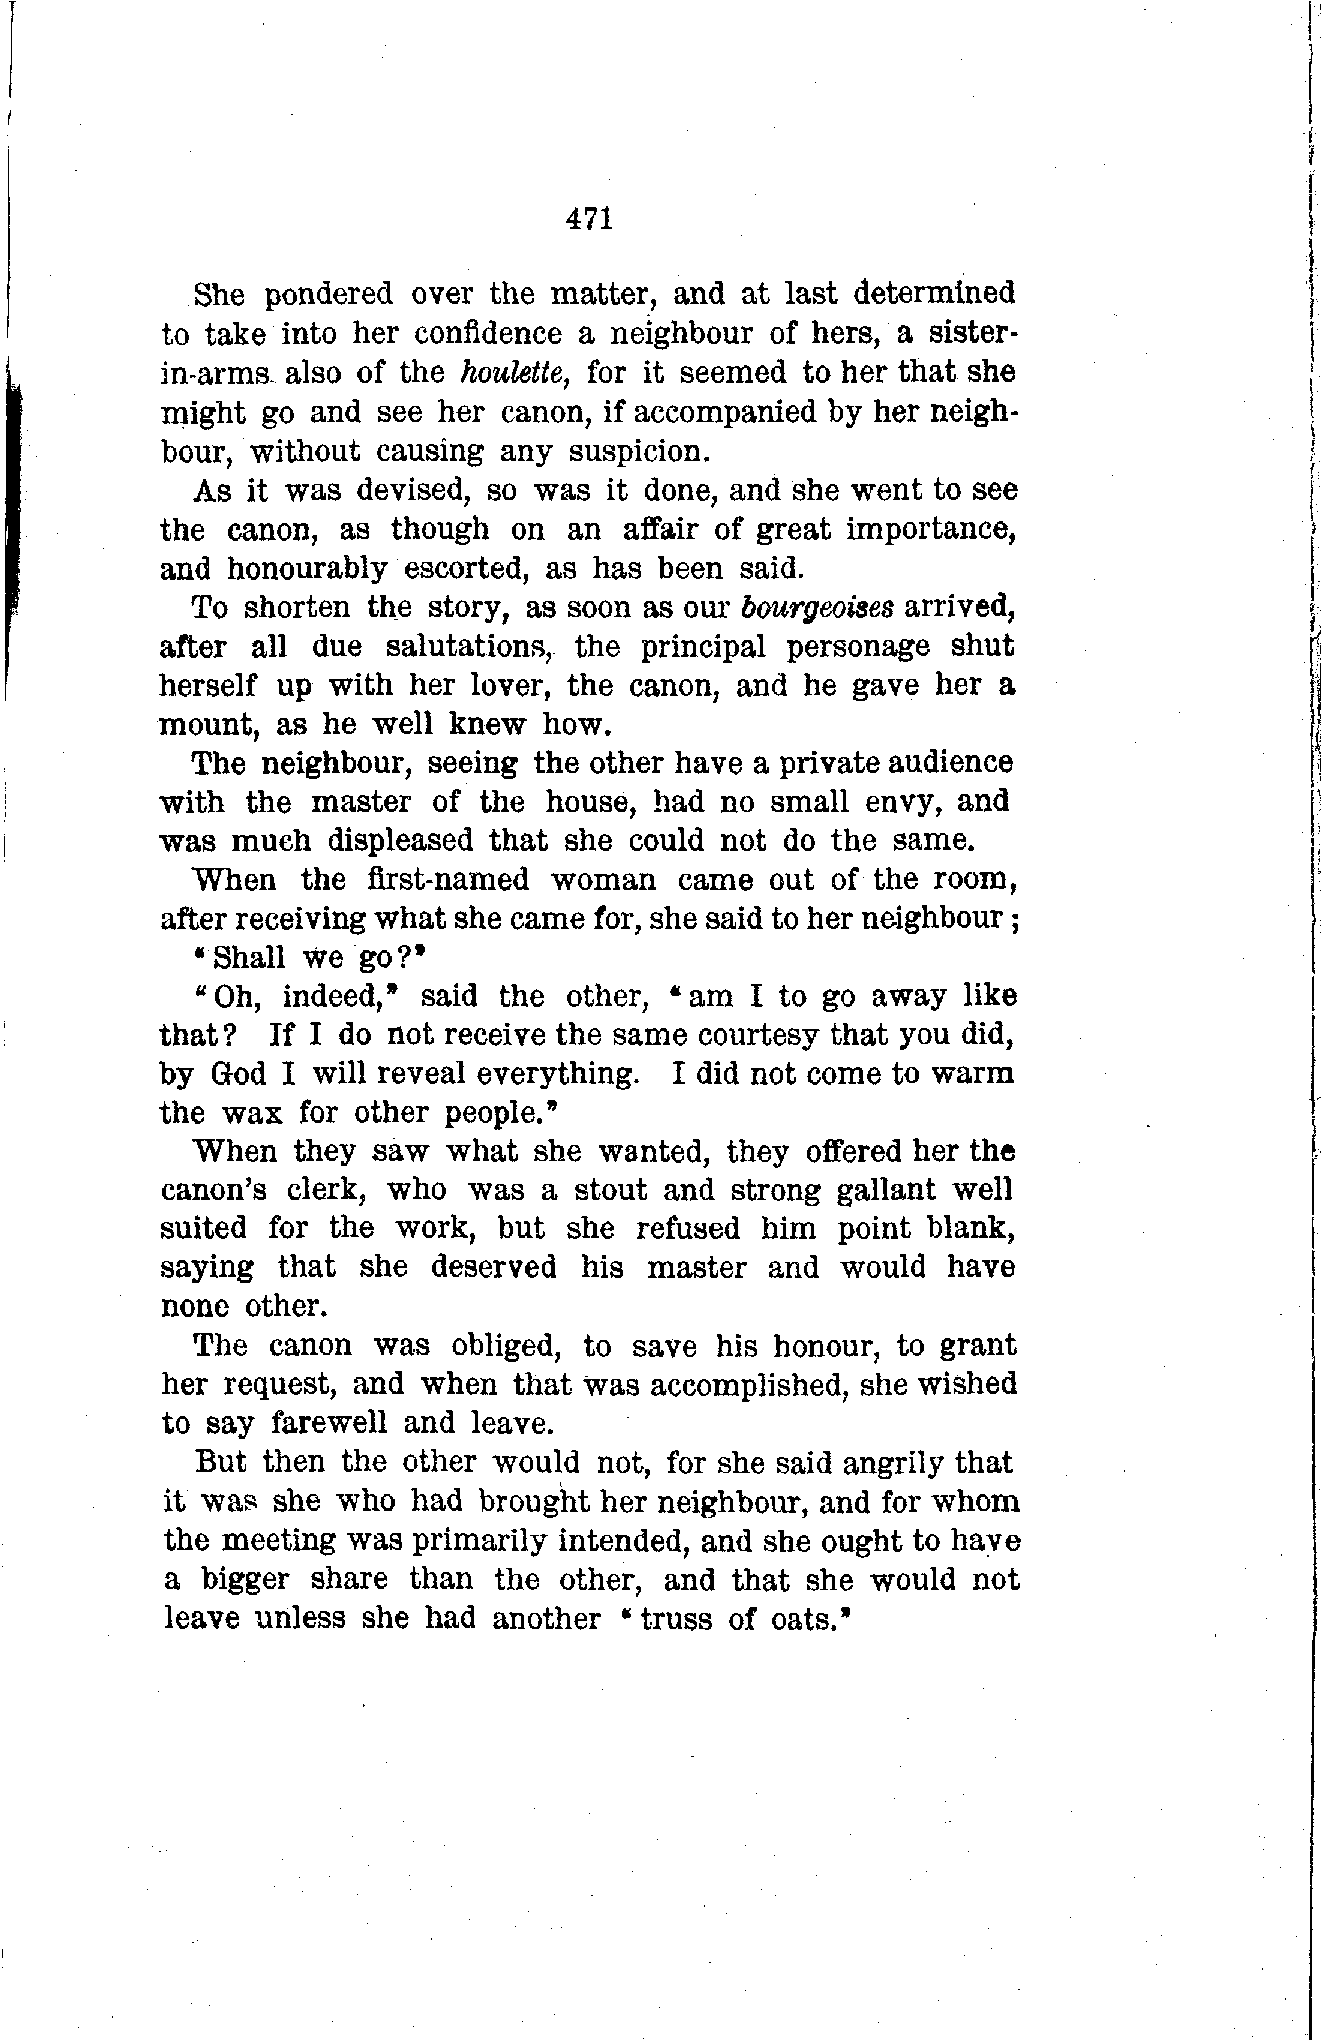 471
She pondered over the matter, and at last determined
to take into her confidence a neighbour of hers, a sister-
in-arms also of the houlette, for it seemed to her that she
might go and see her canon, if accompanied by her neigh-
bour, without causing any suspicion.
As it was devised, so was it done, and she went to see
the canon, as though on an affair of great importance,
and honourably escorted, as has been said.
To shorten the story, as soon as our bourgeoises arrived,
after all due salutations, the principal personage shut
herself up with her lover, the canon, and he gave her a
mount, as he well knew how.
The neighbour, seeing the other have a private audience
with the master of the house, had no small envy, and
was much displeased that she could not do the same.
When the first-named woman came out of the room,
after receiving what she came for, she said to her neighbour;
"Shall we go?"
"Oh, indeed," said the other, "am I to go away like
that? If I do not receive the same courtesy that you did,
by God I will reveal everything. I did not come to warm
the wax for other people."
When they saw what she wanted, they offered her the
canon's clerk, who was a stout and strong gallant well
suited for the work, but she refused him point blank,
saying that she deserved his master and would have
none other.
The canon was obliged, to save his honour, to grant
her request, and when that was accomplished, she wished
to say farewell and leave.
But then the other would not, for she said angrily that
it was she who had brought her neighbour, and for whom
the meeting was primarily intended, and she ought to have
a bigger share than the other, and that she would not
leave unless she had another "truss of oats."